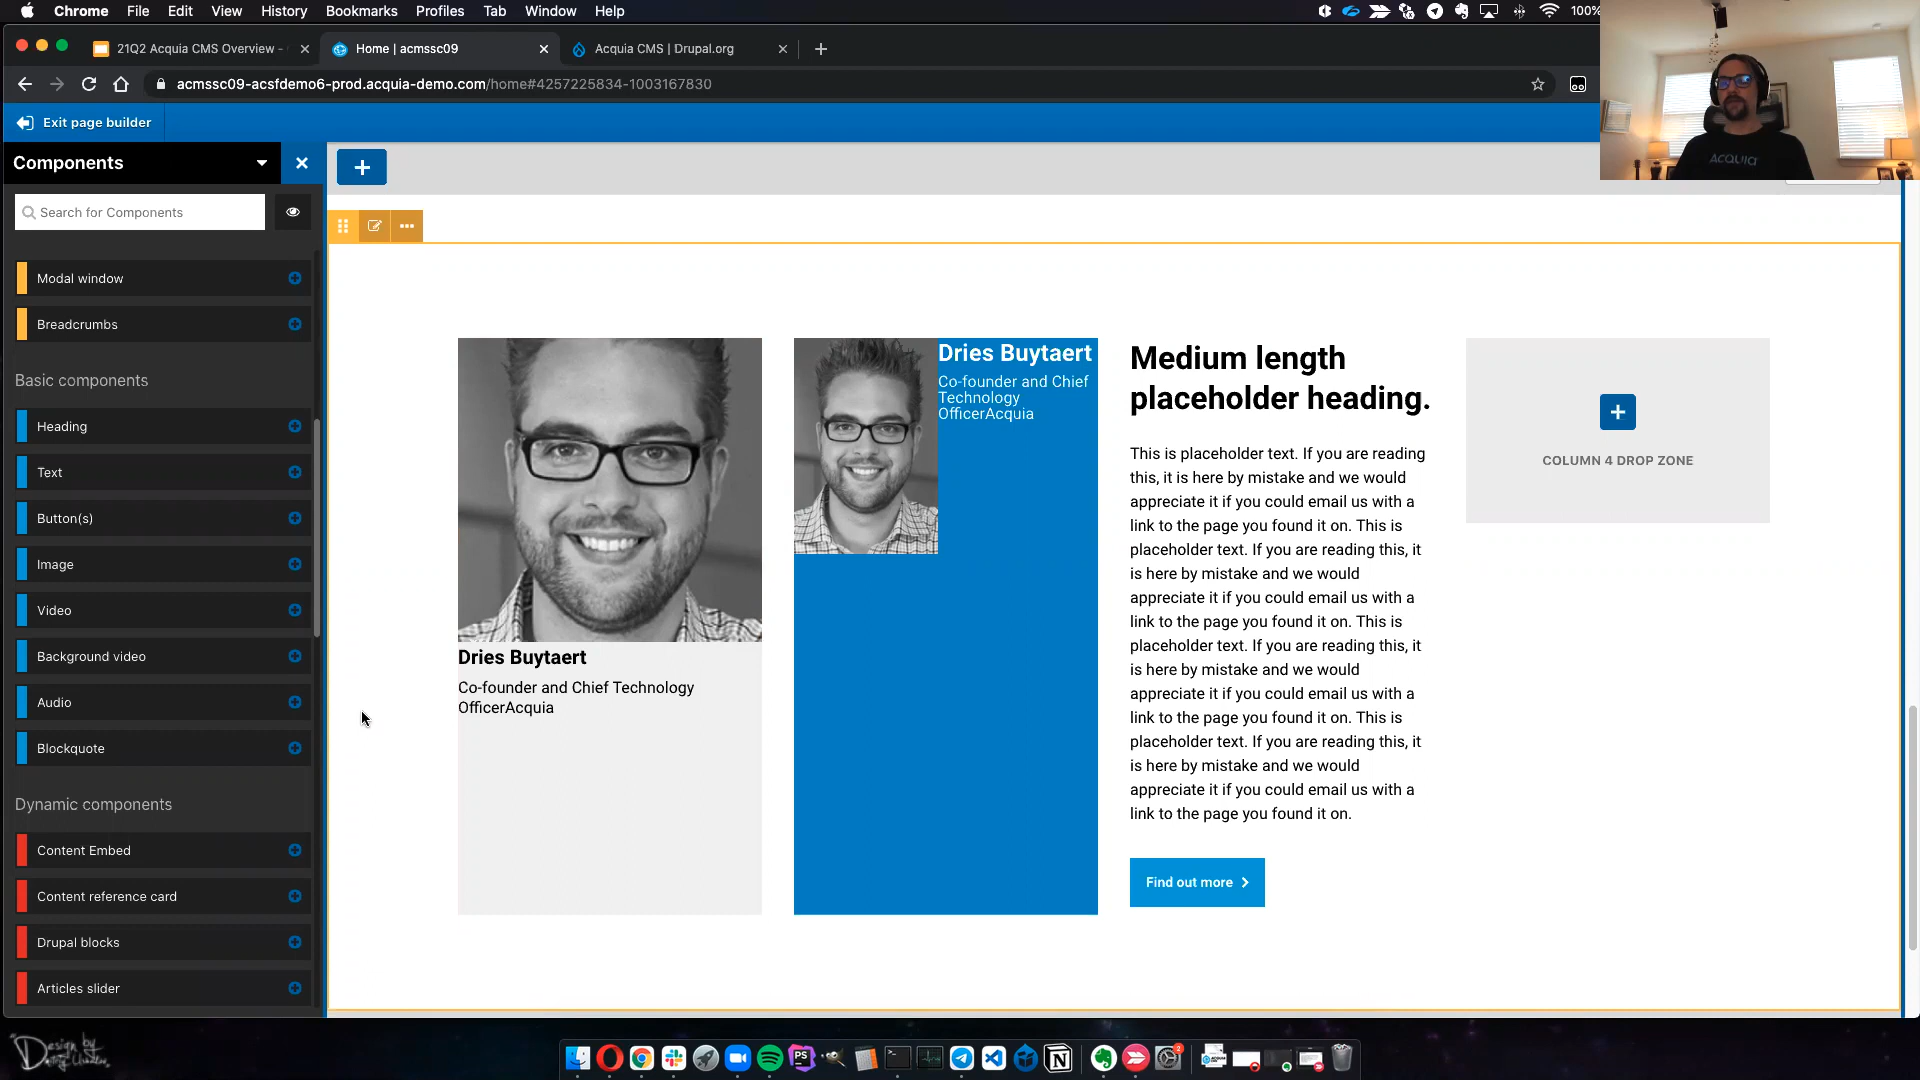 Chrome File Edit View History Bookmarks Profiles Tab Window Help 100%
21Q2 Acquia CMS Overview - Home | acmssc09 Acquia CMS | Drupal.org
acmssc09-acsfdemo6-prod.acquia-demo.com/home#4257225834-1003167830
Exit page builder
Components
Search for Components
Modal window
Breadcrumbs
Basic components
Heading
Text
Button(s)
Image
Video
Background video
Audio
Blockquote
Dynamic components
Content Embed
Content reference card
Drupal blocks
Articles slider
Dries Buytaert
Co-founder and Chief Technology
OfficerAcquia
Dries Buytaert
Co-founder and Chief
Technology
OfficerAcquia
Medium length
placeholder heading.
This is placeholder text. If you are reading
this, it is here by mistake and we would
appreciate it if you could email us with a
link to the page you found it on. This is
placeholder text. If you are reading this, it
is here by mistake and we would
appreciate it if you could email us with a
link to the page you found it on. This is
placeholder text. If you are reading this, it
is here by mistake and we would
appreciate it if you could email us with a
link to the page you found it on. This is
placeholder text. If you are reading this, it
is here by mistake and we would
appreciate it if you could email us with a
link to the page you found it on.
Find out more
COLUMN 4 DROP ZONE
ACQUIA
Design by
PS
2